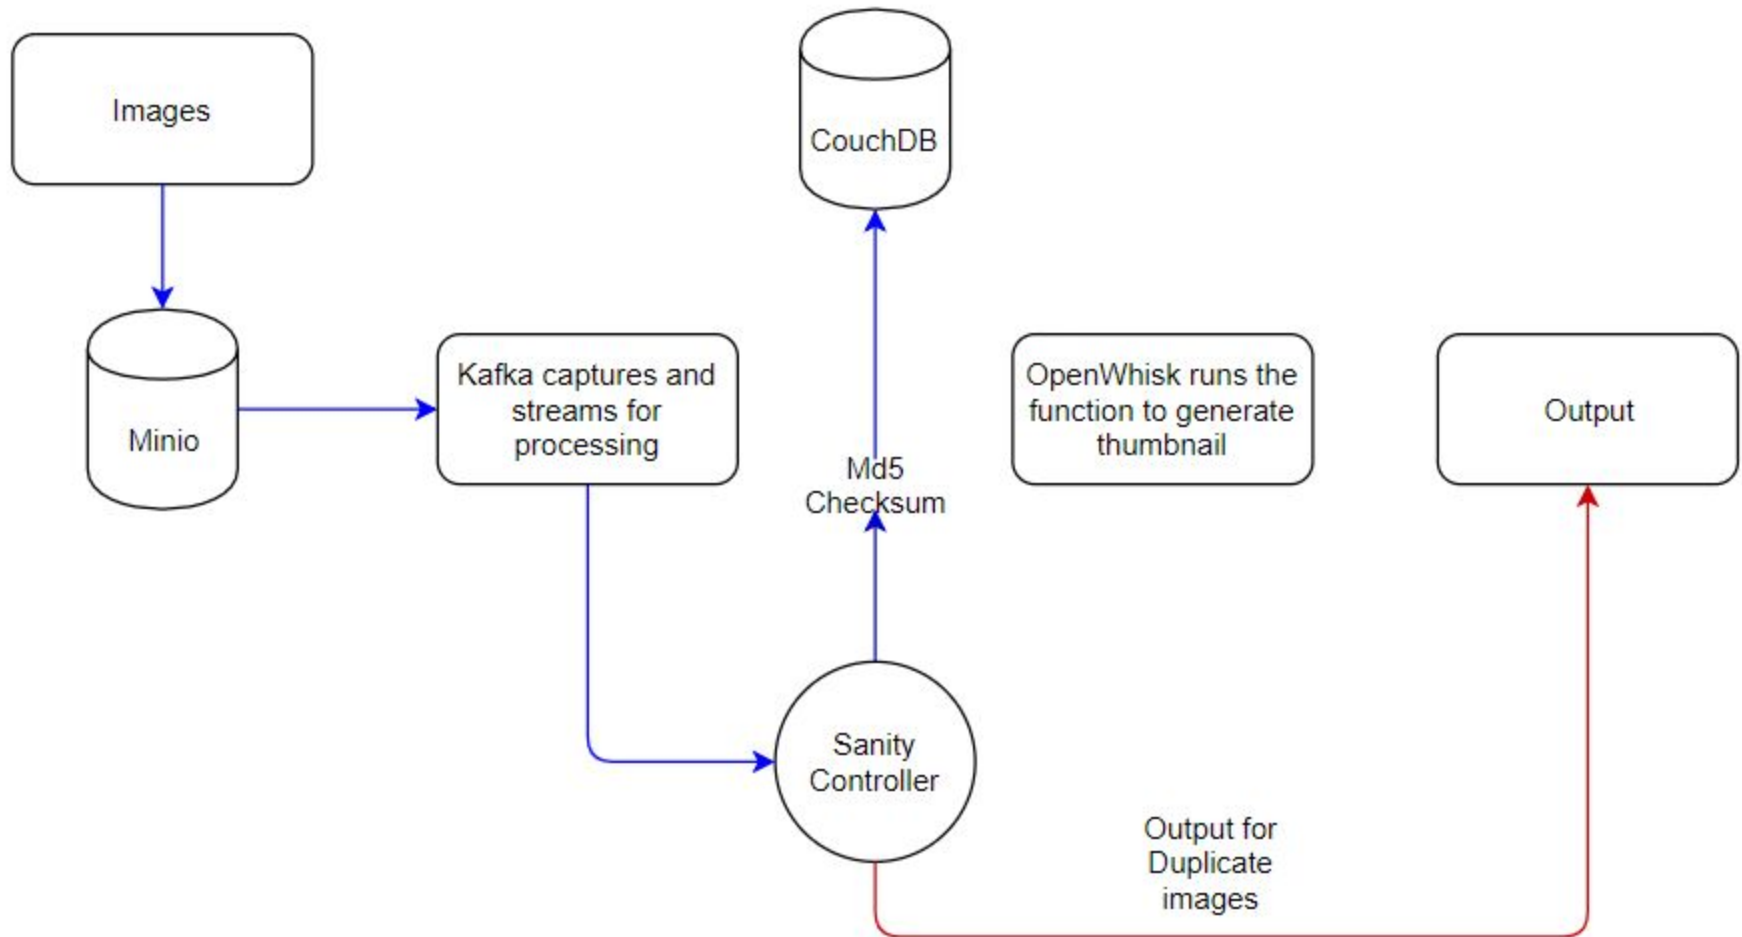 Images
CouchDB
Minio
Kafka captures and
streams for
processing
OpenWhisk runs the
function to generate
thumbnail
Output
Md5
Checksum
Sanity
Controller
Output for
Duplicate
images